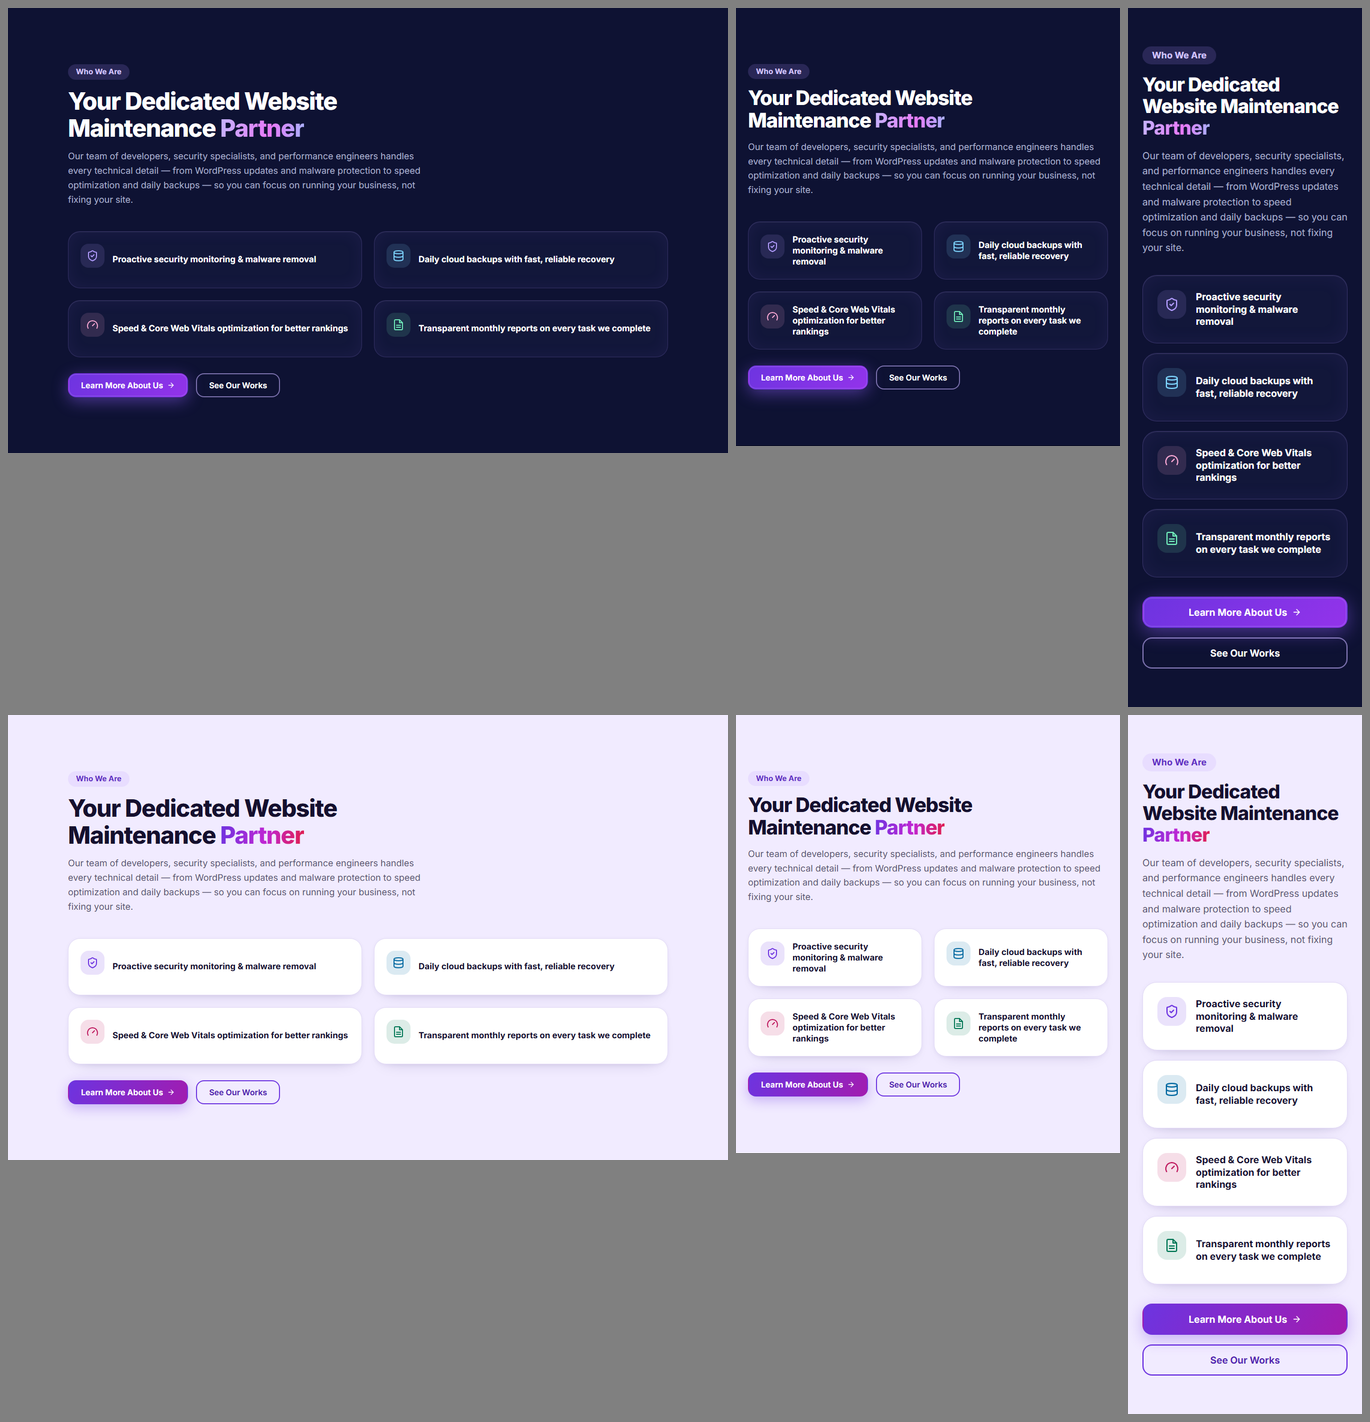 Who We Are
Your Dedicated Website
Maintenance Partner
Our team of developers, security specialists, and performance engineers handles
every technical detail — from WordPress updates and malware protection to speed
optimization and daily backups — so you can focus on running your business, not
fixing your site.
Proactive security monitoring & malware removal
Daily cloud backups with fast, reliable recovery
Speed & Core Web Vitals optimization for better rankings
Transparent monthly reports on every task we complete
Learn More About Us →
See Our Works
Who We Are
Your Dedicated Website
Maintenance Partner
Our team of developers, security specialists, and performance engineers handles
every technical detail — from WordPress updates and malware protection to speed
optimization and daily backups — so you can focus on running your business, not
fixing your site.
Proactive security
monitoring & malware
removal
Daily cloud backups with
fast, reliable recovery
Speed & Core Web Vitals
optimization for better
rankings
Transparent monthly
reports on every task we
complete
Learn More About Us →
See Our Works
Who We Are
Your Dedicated
Website Maintenance
Partner
Our team of developers, security specialists,
and performance engineers handles every
technical detail — from WordPress updates
and malware protection to speed
optimization and daily backups — so you can
focus on running your business, not fixing
your site.
Proactive security
monitoring & malware
removal
Daily cloud backups with
fast, reliable recovery
Speed & Core Web Vitals
optimization for better
rankings
Transparent monthly reports
on every task we complete
Learn More About Us →
See Our Works
Who We Are
Your Dedicated Website
Maintenance Partner
Our team of developers, security specialists, and performance engineers handles
every technical detail — from WordPress updates and malware protection to speed
optimization and daily backups — so you can focus on running your business, not
fixing your site.
Proactive security monitoring & malware removal
Daily cloud backups with fast, reliable recovery
Speed & Core Web Vitals optimization for better rankings
Transparent monthly reports on every task we complete
Learn More About Us →
See Our Works
Who We Are
Your Dedicated Website
Maintenance Partner
Our team of developers, security specialists, and performance engineers handles
every technical detail — from WordPress updates and malware protection to speed
optimization and daily backups — so you can focus on running your business, not
fixing your site.
Proactive security
monitoring & malware
removal
Daily cloud backups with
fast, reliable recovery
Speed & Core Web Vitals
optimization for better
rankings
Transparent monthly
reports on every task we
complete
Learn More About Us →
See Our Works
Who We Are
Your Dedicated
Website Maintenance
Partner
Our team of developers, security specialists,
and performance engineers handles every
technical detail — from WordPress updates
and malware protection to speed
optimization and daily backups — so you can
focus on running your business, not fixing
your site.
Proactive security
monitoring & malware
removal
Daily cloud backups with
fast, reliable recovery
Speed & Core Web Vitals
optimization for better
rankings
Transparent monthly reports
on every task we complete
Learn More About Us →
See Our Works